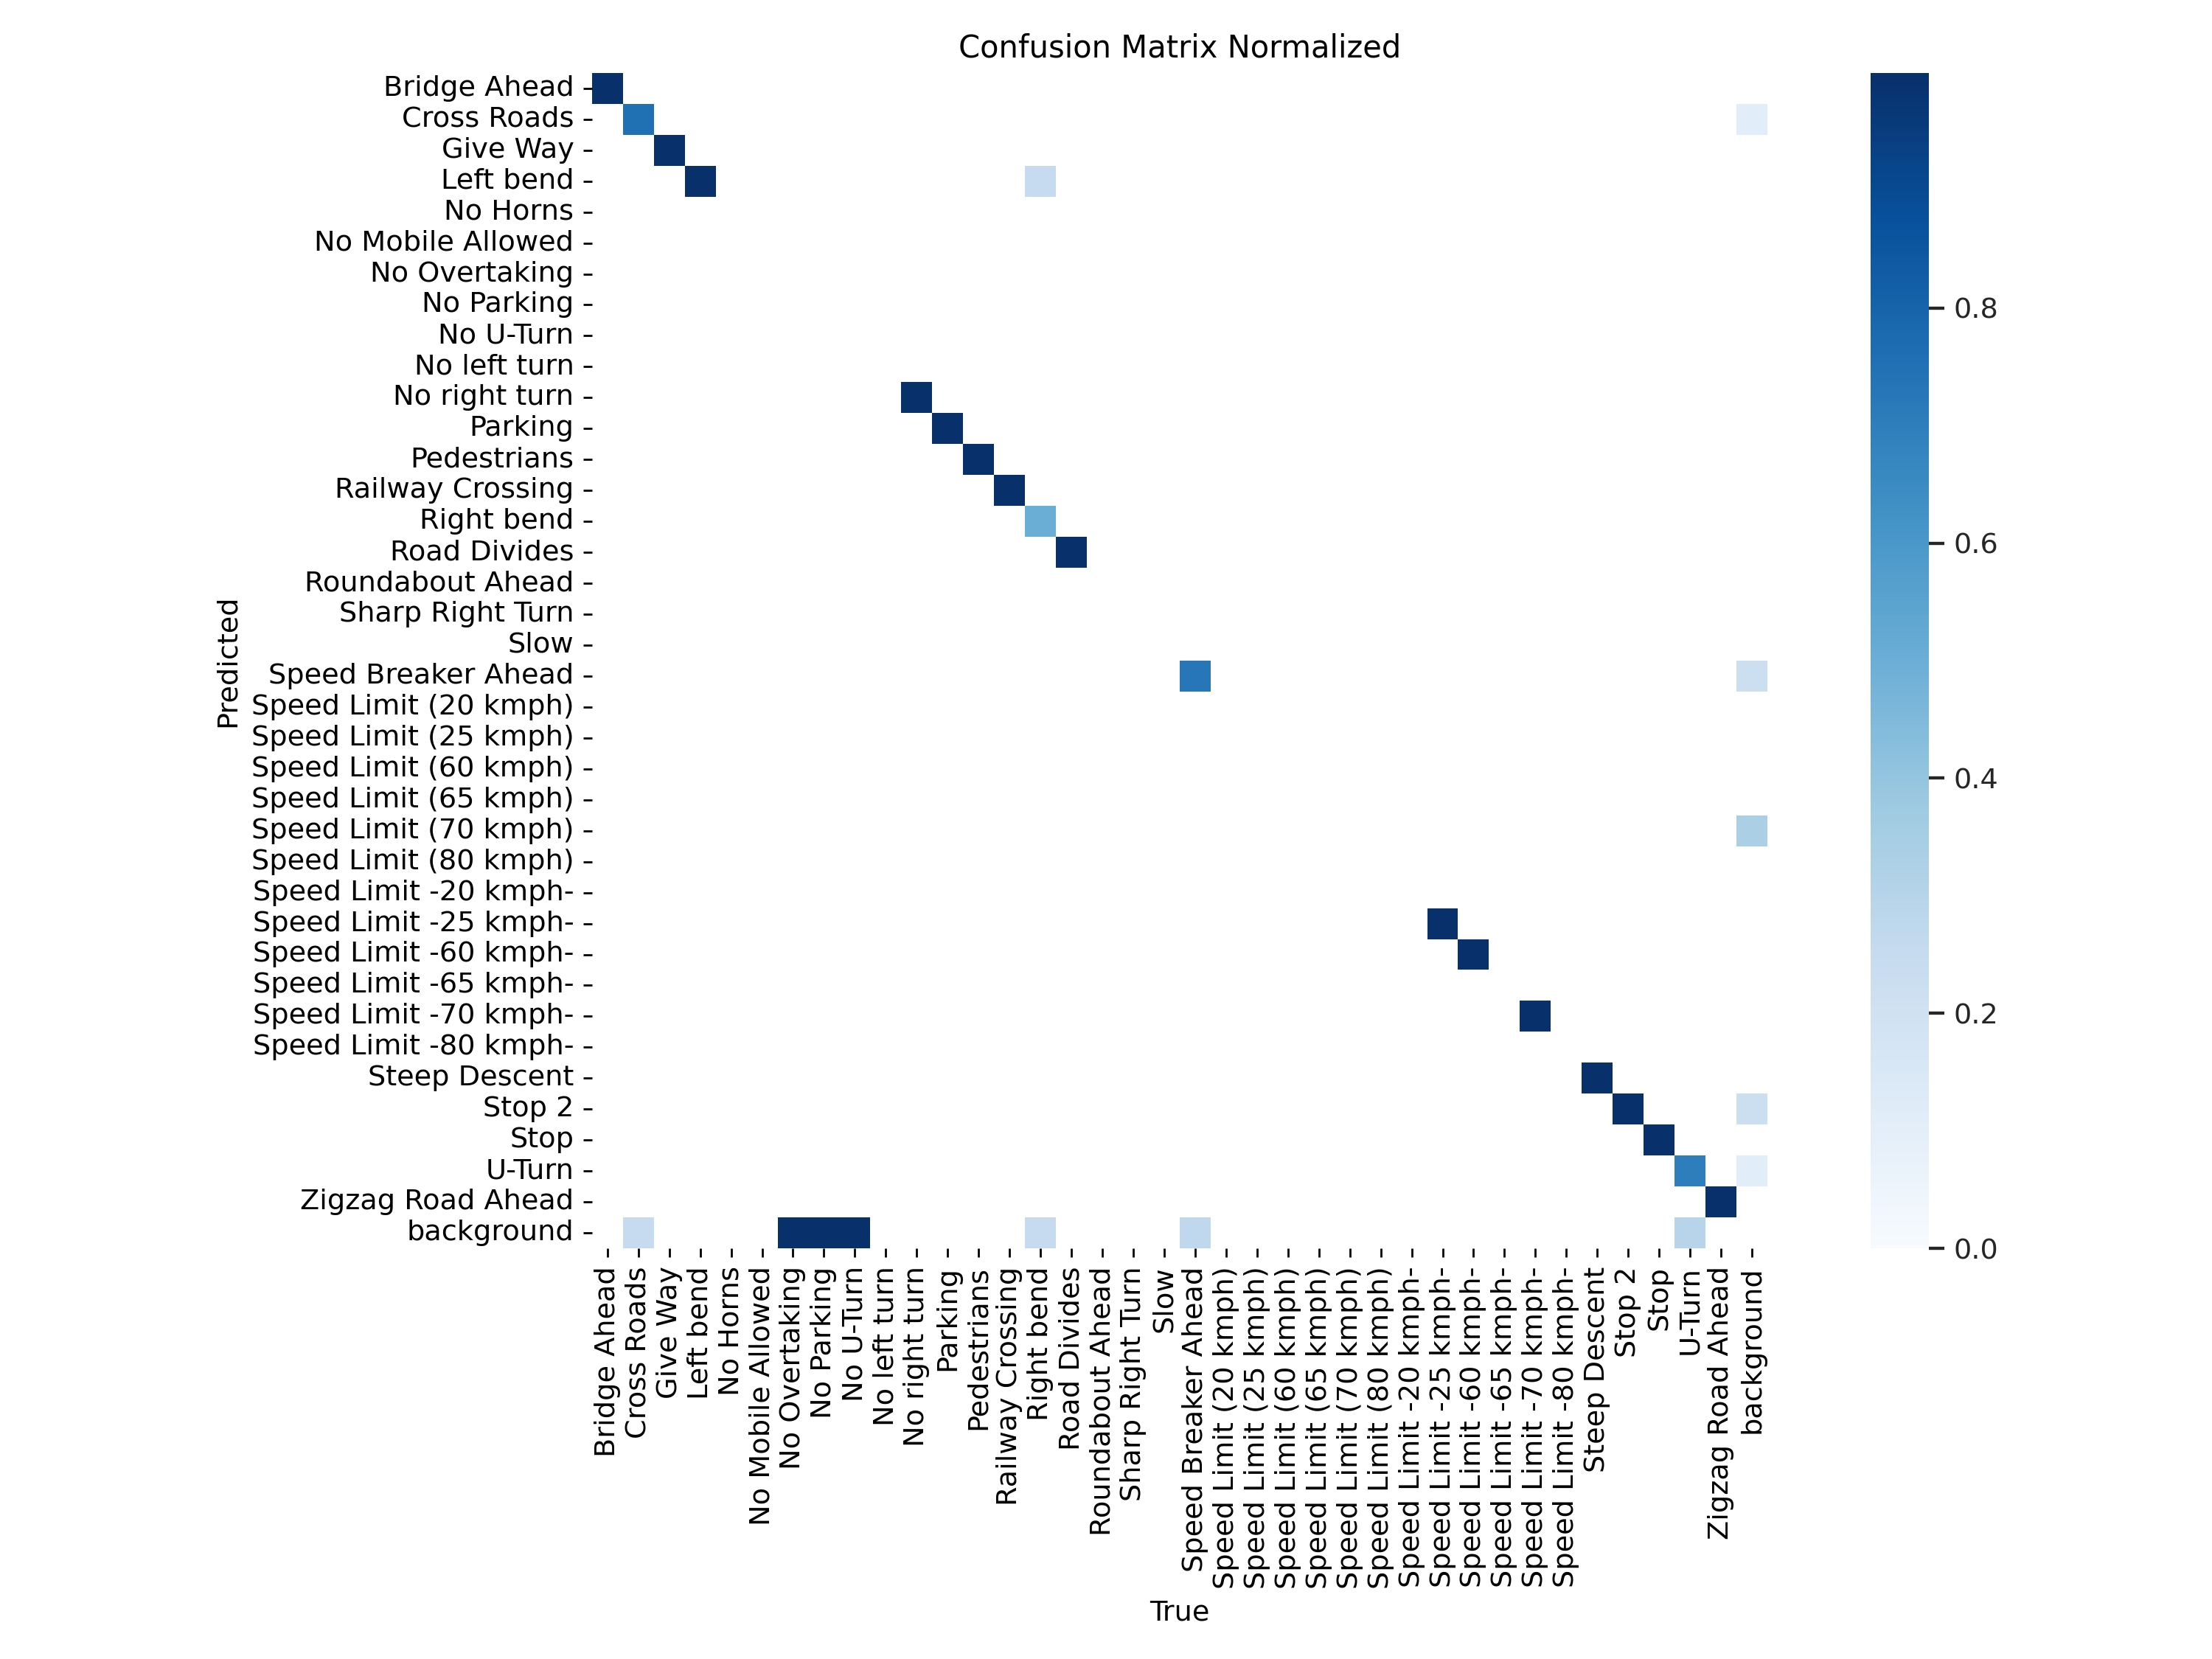 Confusion Matrix Normalized
Bridge Ahead
Cross Roads
Give Way
Left bend
No Horns
No Mobile Allowed
No Overtaking
No Parking
No U-Turn
No left turn
No right turn
Parking
Pedestrians
Railway Crossing
Right bend
Road Divides
Roundabout Ahead
Sharp Right Turn
Slow
Speed Breaker Ahead
Speed Limit (20 kmph)
Speed Limit (25 kmph)
Speed Limit (60 kmph)
Speed Limit (65 kmph)
Speed Limit (70 kmph)
Speed Limit (80 kmph)
Speed Limit -20 kmph-
Speed Limit -25 kmph-
Speed Limit -60 kmph-
Speed Limit -65 kmph-
Speed Limit -70 kmph-
Speed Limit -80 kmph-
Steep Descent
Stop 2
Stop
U-Turn
Zigzag Road Ahead
background
Predicted
Bridge Ahead
Cross Roads
Give Way
Left bend
No Horns
No Mobile Allowed
No Overtaking
No Parking
No U-Turn
No left turn
No right turn
Parking
Pedestrians
Railway Crossing
Right bend
Road Divides
Roundabout Ahead
Sharp Right Turn
Slow
Speed Breaker Ahead
Speed Limit (20 kmph)
Speed Limit (25 kmph)
Speed Limit (60 kmph)
Speed Limit (65 kmph)
Speed Limit (70 kmph)
Speed Limit (80 kmph)
Speed Limit -20 kmph-
Speed Limit -25 kmph-
Speed Limit -60 kmph-
Speed Limit -65 kmph-
Speed Limit -70 kmph-
Speed Limit -80 kmph-
Steep Descent
Stop 2
Stop
U-Turn
Zigzag Road Ahead
background
True
0.8
0.6
0.4
0.2
0.0